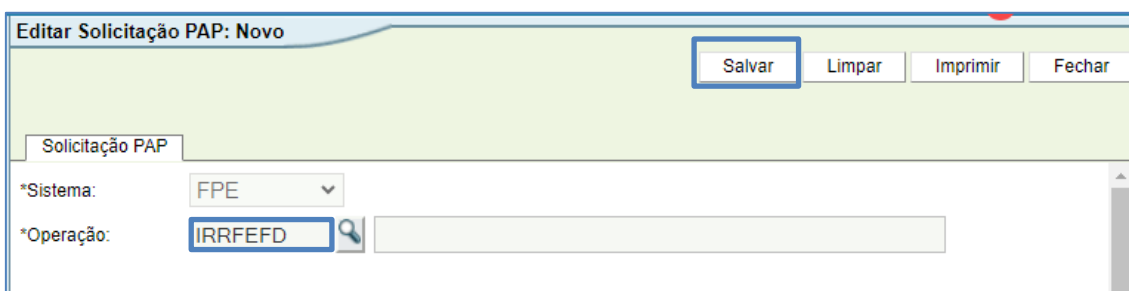 Editar Solicitação PAP: Novo
Salvar Limpar Imprimir Fechar
Solicitação PAP
*Sistema: FPE
*Operação: IRRFEFD